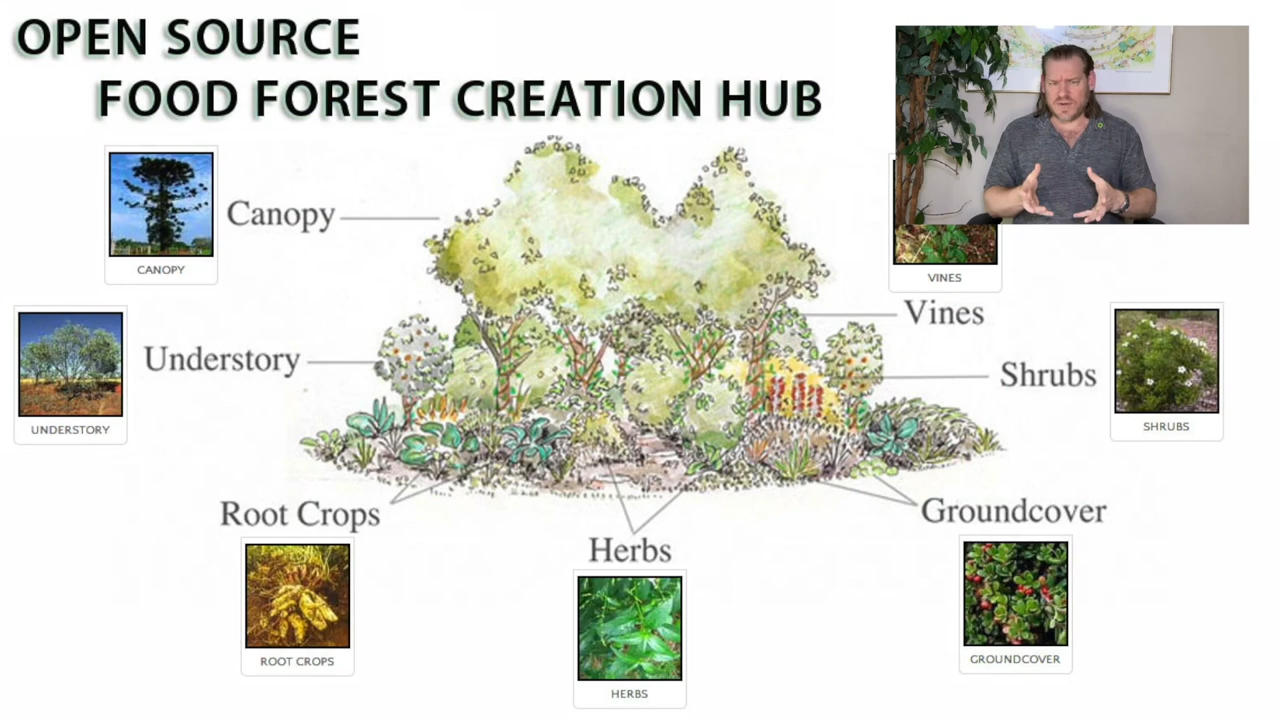 OPEN SOURCE
FOOD FOREST CREATION HUB
Canopy
CANOPY
VINES
Vines
Understory
UNDERSTORY
Shrubs
SHRUBS
Root Crops
ROOT CROPS
Herbs
HERBS
Groundcover
GROUNDCOVER